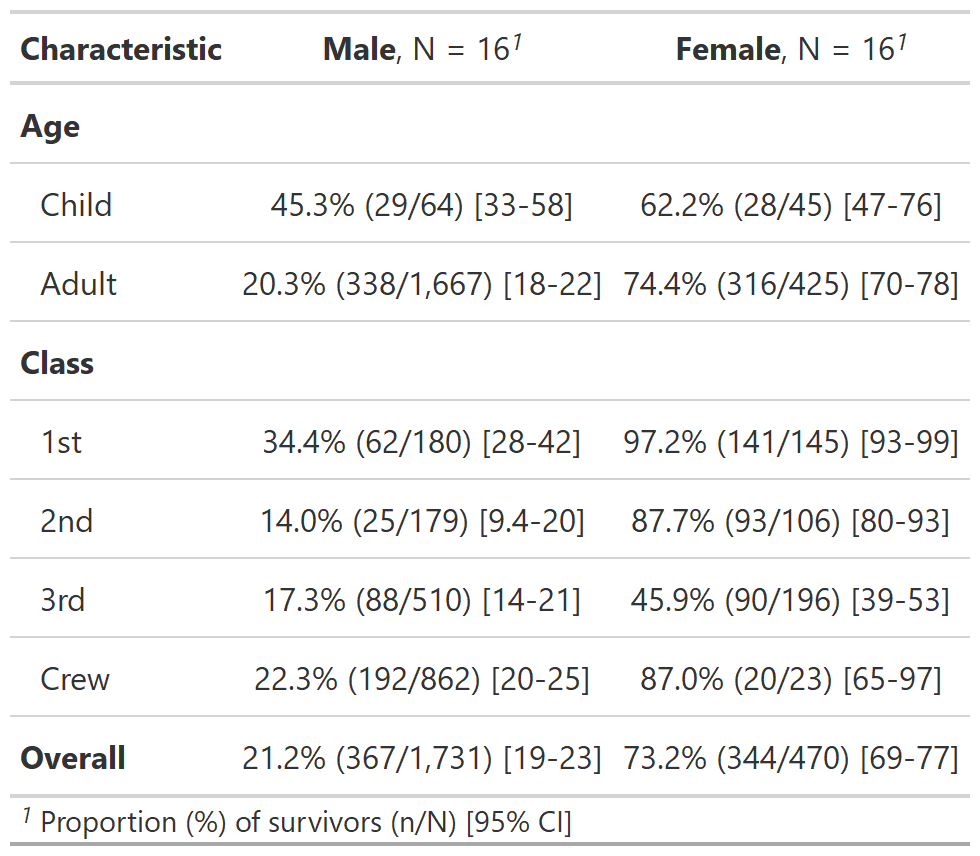 Characteristic Male, N = 16¹ Female, N = 16¹
Age
Child 45.3% (29/64) [33-58] 62.2% (28/45) [47-76]
Adult 20.3% (338/1,667) [18-22] 74.4% (316/425) [70-78]
Class
1st 34.4% (62/180) [28-42] 97.2% (141/145) [93-99]
2nd 14.0% (25/179) [9.4-20] 87.7% (93/106) [80-93]
3rd 17.3% (88/510) [14-21] 45.9% (90/196) [39-53]
Crew 22.3% (192/862) [20-25] 87.0% (20/23) [65-97]
Overall 21.2% (367/1,731) [19-23] 73.2% (344/470) [69-77]
¹ Proportion (%) of survivors (n/N) [95% CI]